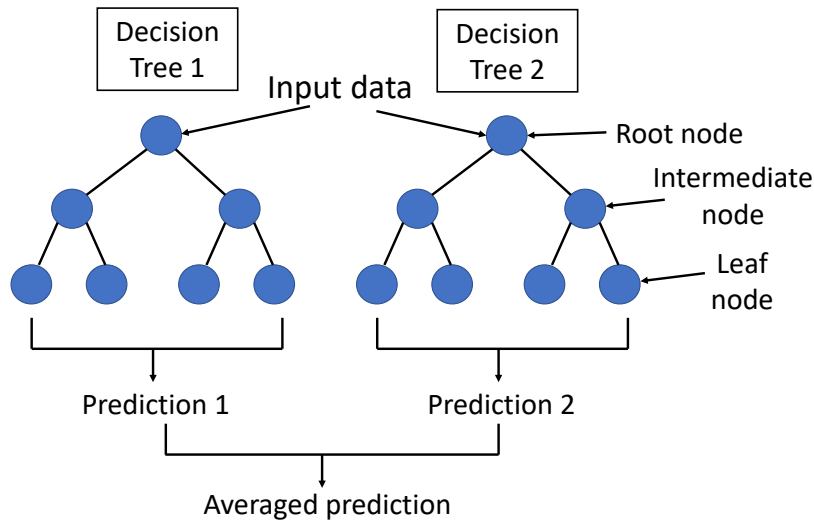 Decision
Tree 1
Decision
Tree 2
Input data
Root node
Intermediate
node
Leaf
node
Prediction 1
Prediction 2
Averaged prediction